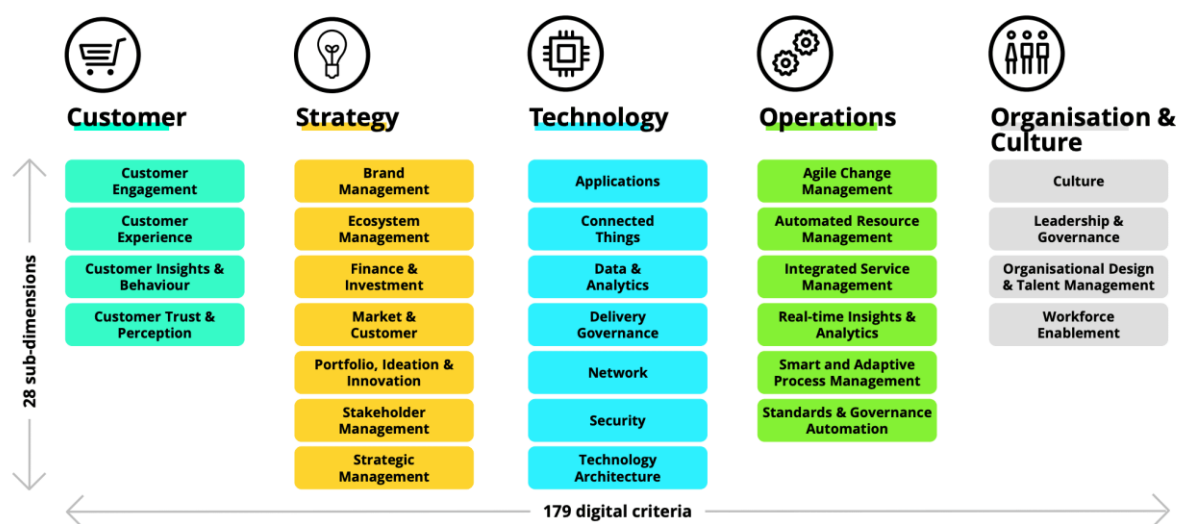 Customer
Strategy
Technology
Operations
Organisation &
Culture
28 sub-dimensions
Customer
Engagement
Customer
Experience
Customer Insights &
Behaviour
Customer Trust &
Perception
Brand
Management
Ecosystem
Management
Finance &
Investment
Market &
Customer
Portfolio, Ideation &
Innovation
Stakeholder
Management
Strategic
Management
Applications
Connected
Things
Data &
Analytics
Delivery
Governance
Network
Security
Technology
Architecture
Agile Change
Management
Automated Resource
Management
Integrated Service
Management
Real-time Insights &
Analytics
Smart and Adaptive
Process Management
Standards & Governance
Automation
Culture
Leadership &
Governance
Organisational Design
& Talent Management
Workforce
Enablement
179 digital criteria